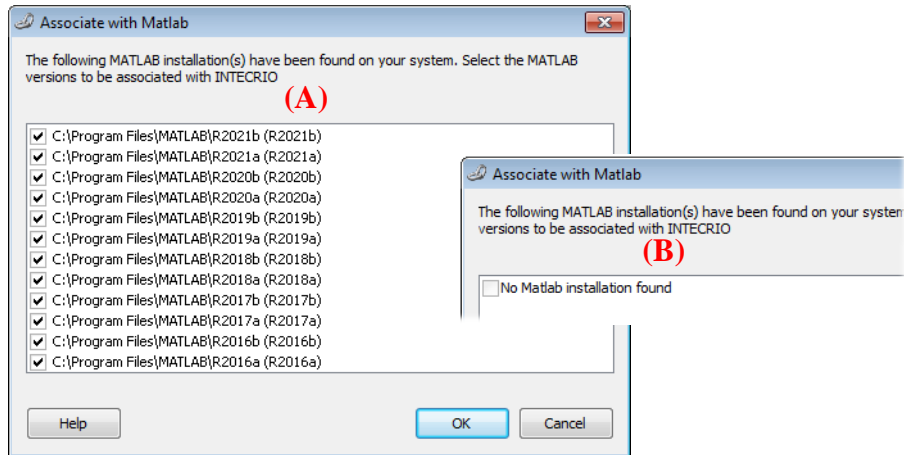 Associate with Matlab
The following MATLAB installation(s) have been found on your system. Select the MATLAB
versions to be associated with INTECRIO
(A)
C:\Program Files\MATLAB\R2021b (R2021b)
C:\Program Files\MATLAB\R2021a (R2021a)
C:\Program Files\MATLAB\R2020b (R2020b)
C:\Program Files\MATLAB\R2020a (R2020a)
C:\Program Files\MATLAB\R2019b (R2019b)
C:\Program Files\MATLAB\R2019a (R2019a)
C:\Program Files\MATLAB\R2018b (R2018b)
C:\Program Files\MATLAB\R2018a (R2018a)
C:\Program Files\MATLAB\R2017b (R2017b)
C:\Program Files\MATLAB\R2017a (R2017a)
C:\Program Files\MATLAB\R2016b (R2016b)
C:\Program Files\MATLAB\R2016a (R2016a)
Help
OK
Cancel
Associate with Matlab
The following MATLAB installation(s) have been found on your system
versions to be associated with INTECRIO
(B)
No Matlab installation found